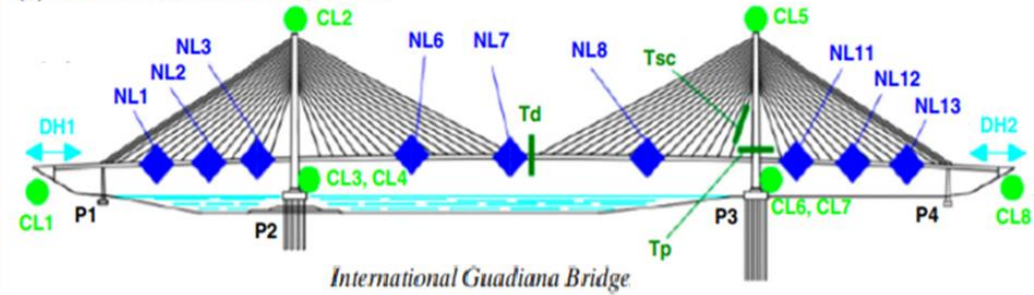 CL2
CL5
NL3
NL6
NL7
NL8
Tsc
NL11
NL2
NL12
NL1
NL13
Td
DH1
DH2
CL3, CL4
CL1
P1
P2
P3
CL6, CL7
P4
CL8
Tp
International Guadiana Bridge